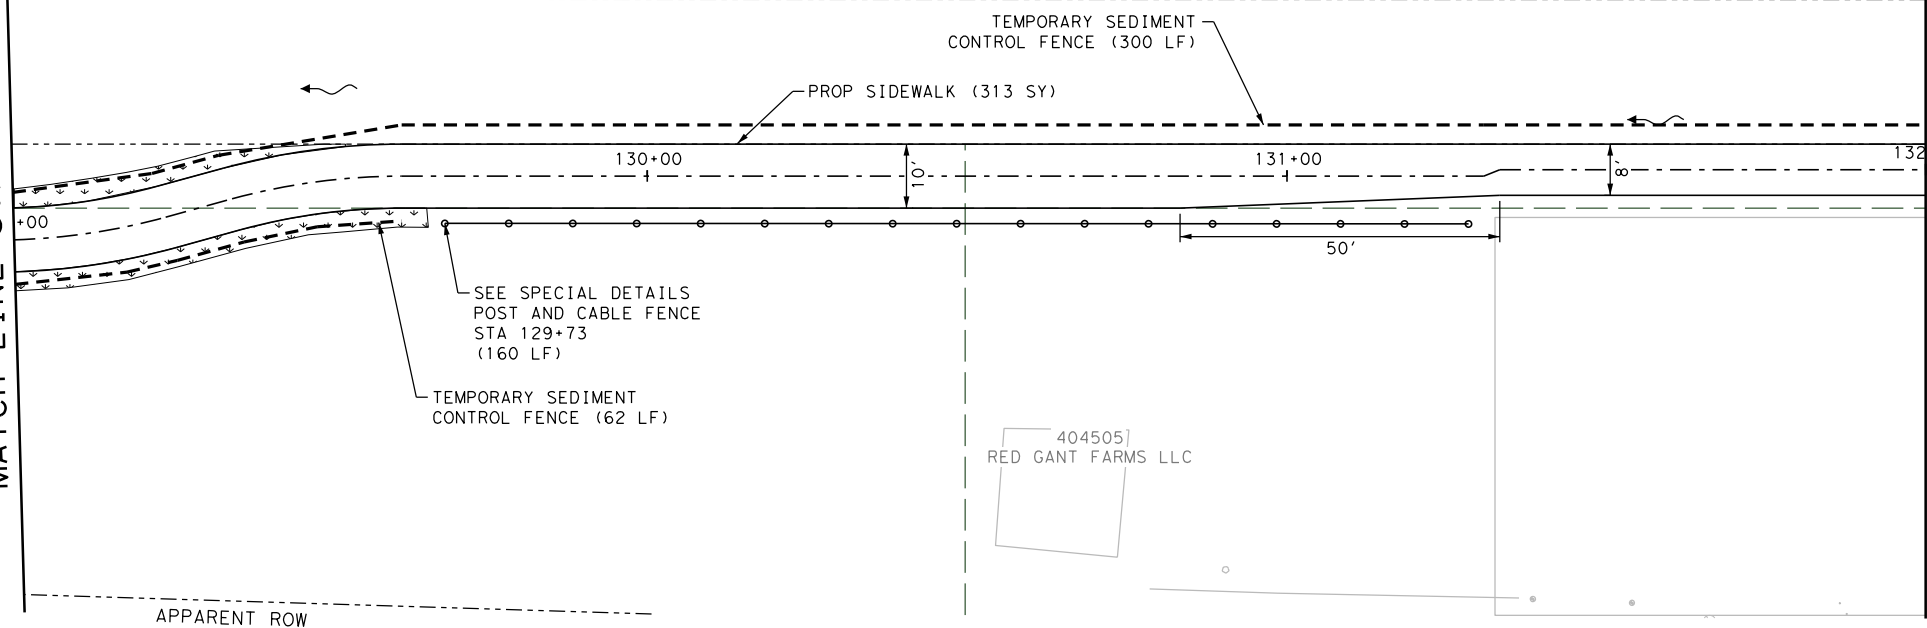 TEMPORARY SEDIMENT
CONTROL FENCE (300 LF)
PROP SIDEWALK (313 SY)
130+00
131+00
132
10'
8'
+00
50'
SEE SPECIAL DETAILS
POST AND CABLE FENCE
STA 129+73
(160 LF)
TEMPORARY SEDIMENT
CONTROL FENCE (62 LF)
404505
RED GANT FARMS LLC
APPARENT ROW